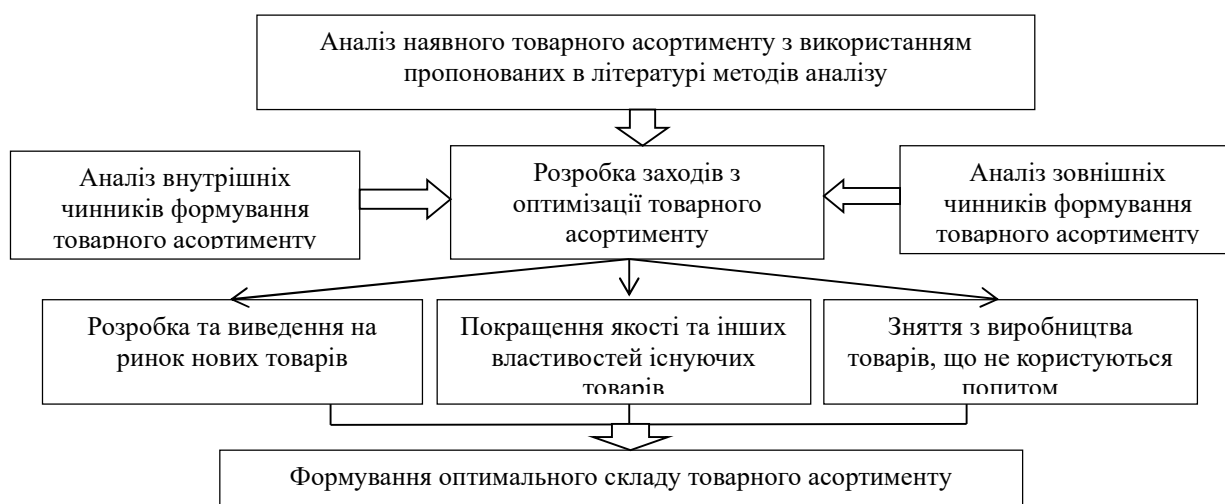 Аналіз наявного товарного асортименту з використанням
пропонованих в літературі методів аналізу
Аналіз внутрішніх
чинників формування
товарного асортименту
Розробка заходів з
оптимізації товарного
асортименту
Аналіз зовнішніх
чинників формування
товарного асортименту
Розробка та виведення на
ринок нових товарів
Покращення якості та інших
властивостей існуючих
товарів
Зняття з виробництва
товарів, що не користуються
попитом
Формування оптимального складу товарного асортименту